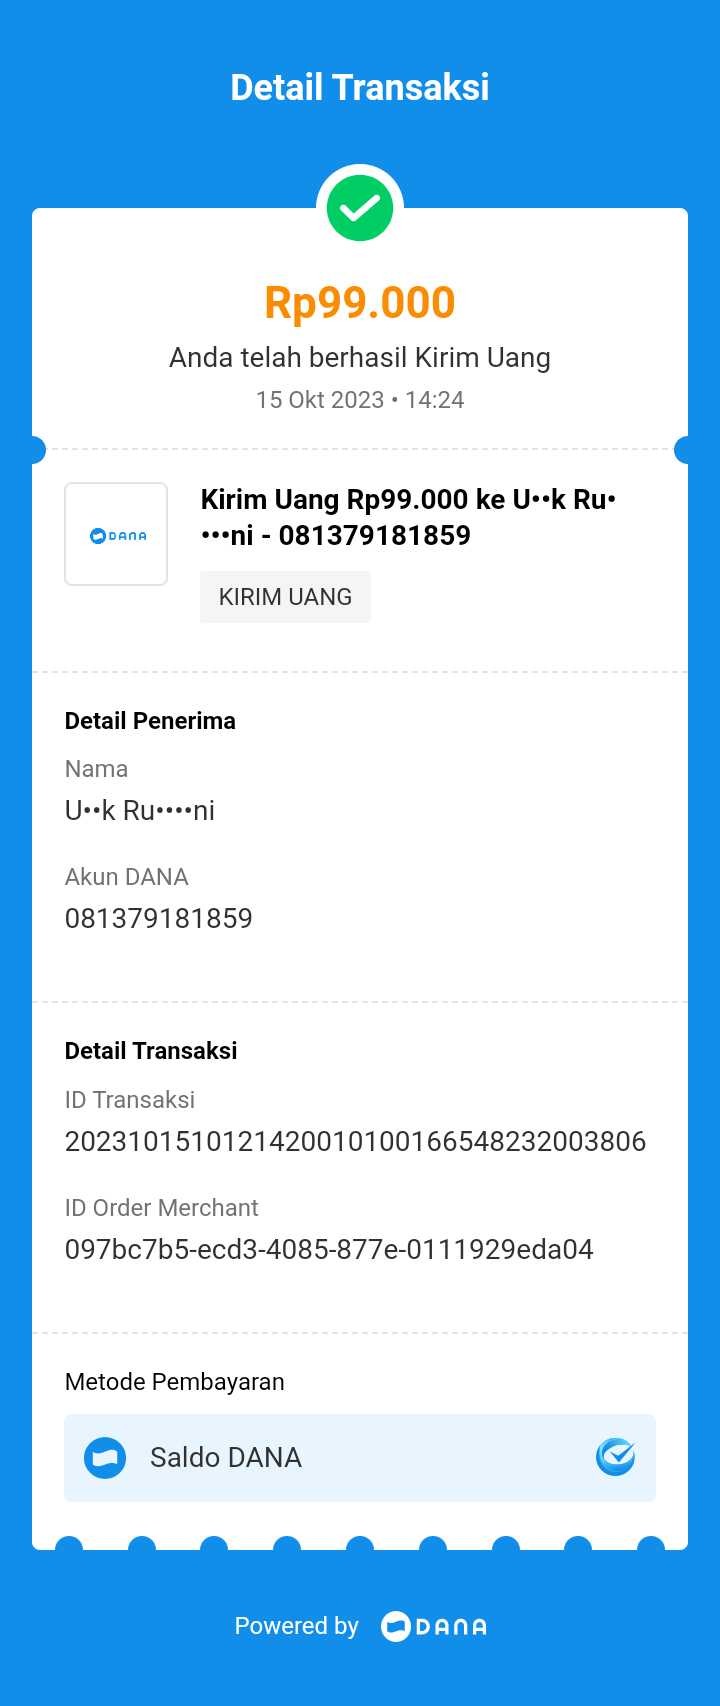 Detail Transaksi
Rp99.000
Anda telah berhasil Kirim Uang
15 Okt 2023 • 14:24
DANA
Kirim Uang Rp99.000 ke U••k Ru•
•••ni - 081379181859
KIRIM UANG
Detail Penerima
Nama
U••k Ru••••ni
Akun DANA
081379181859
Detail Transaksi
ID Transaksi
2023101510121420010100166548232003806
ID Order Merchant
097bc7b5-ecd3-4085-877e-0111929eda04
Metode Pembayaran
Saldo DANA
Powered by DANA